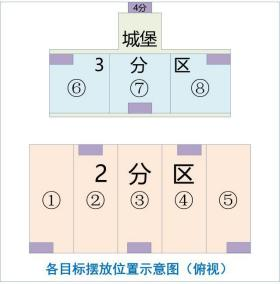 4分
城堡
3 分 区
⑥ ⑦ ⑧
2 分 区
① ② ③ ④ ⑤
各目标摆放位置示意图（俯视）